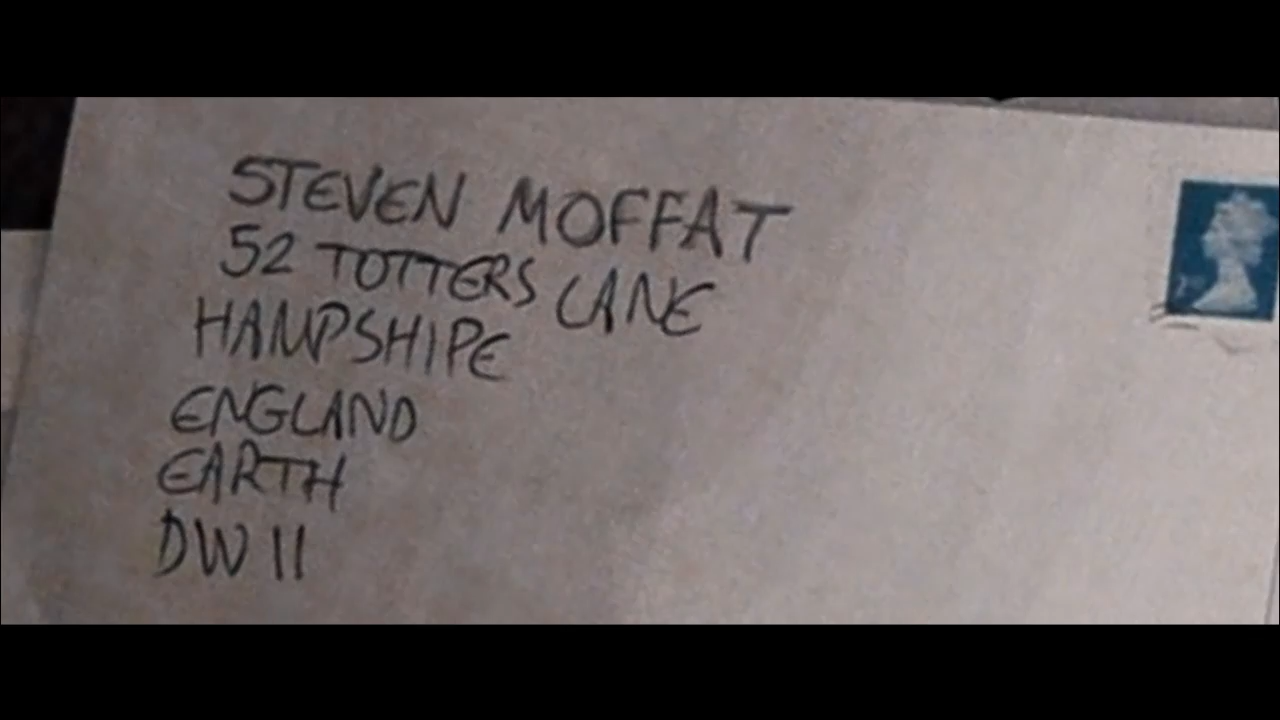 STEVEN MOFFAT
52 TOTTERS LANE
HAMPSHIPE
ENGLAND
EARTH
DW11